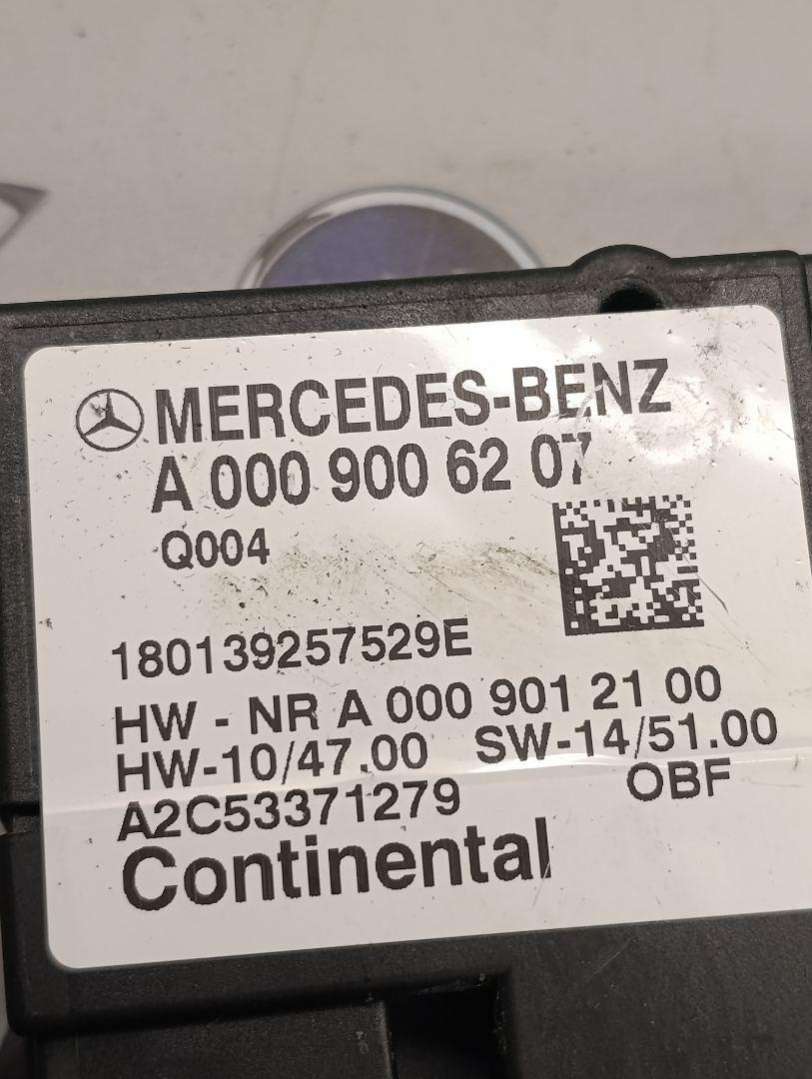 MERCEDES-BENZ
A 000 900 62 07
Q004
180139257529E
HW - NR A 000 901 21 00
HW-10/47.00 SW-14/51.00
A2C53371279 OBF
Continental